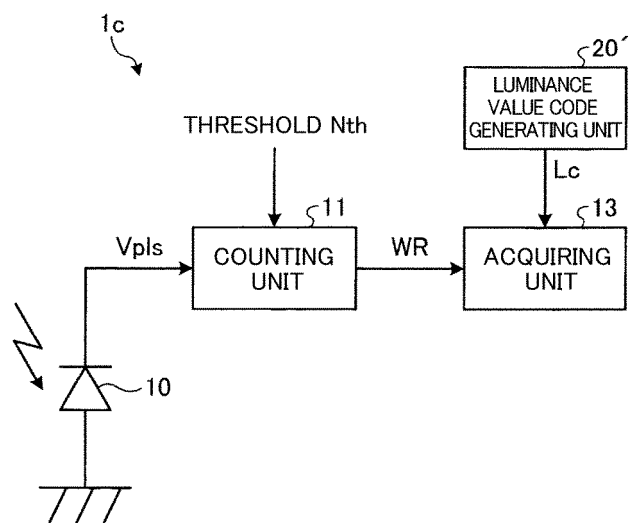 1c
20´
LUMINANCE
VALUE CODE
GENERATING UNIT
THRESHOLD Nth
Lc
11
13
Vpls
COUNTING
UNIT
WR
ACQUIRING
UNIT
10